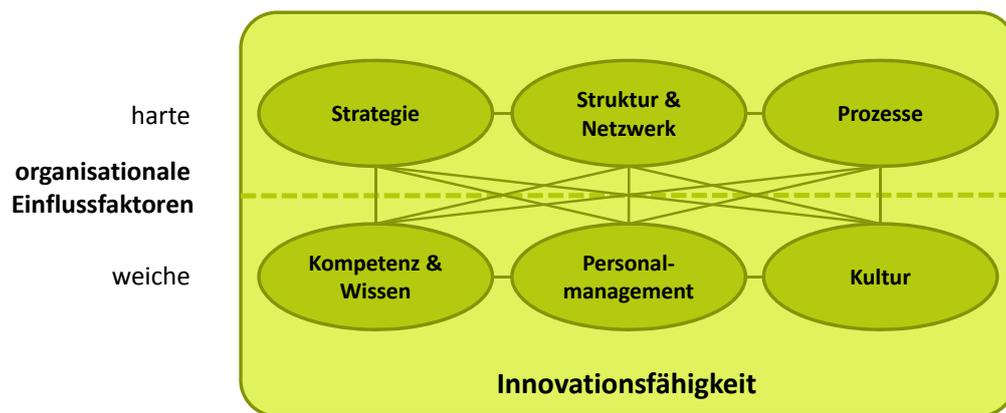 harte
Strategie
Struktur &
Netzwerk
Prozesse
organisationale
Einflussfaktoren
weiche
Kompetenz &
Wissen
Personal-
management
Kultur
Innovationsfähigkeit